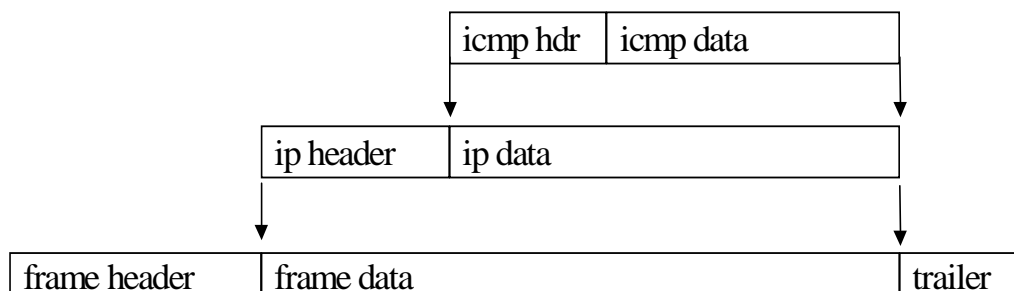 icmp hdr icmp data
ip header ip data
frame header frame data trailer